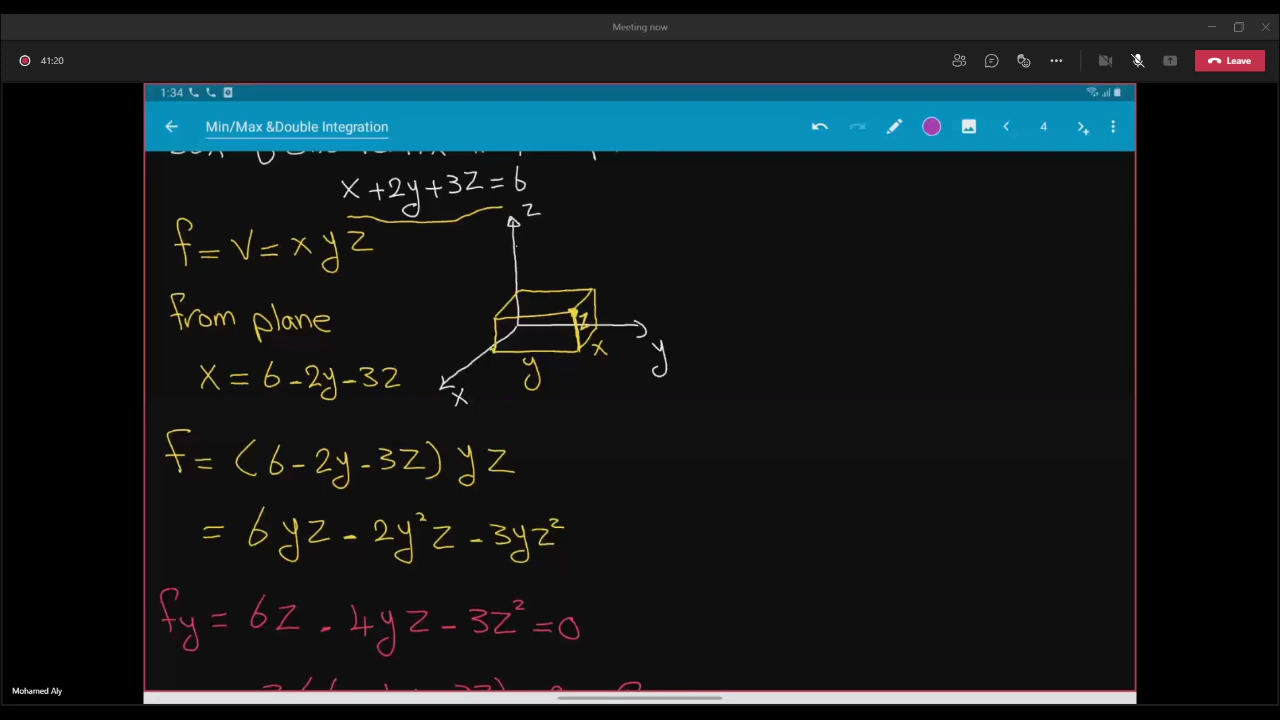 Meeting now
41:20
Leave
1:34
Min/Max &Double Integration
4
x + 2y + 3z = 6
f = V = x y z
z
from plane
z
x
y
y
x = 6 - 2y - 3z
x
f = (6 - 2y - 3z) y z
= 6yz - 2y²z - 3yz²
fy = 6z - 4yz - 3z² = 0
Mohamed Aly